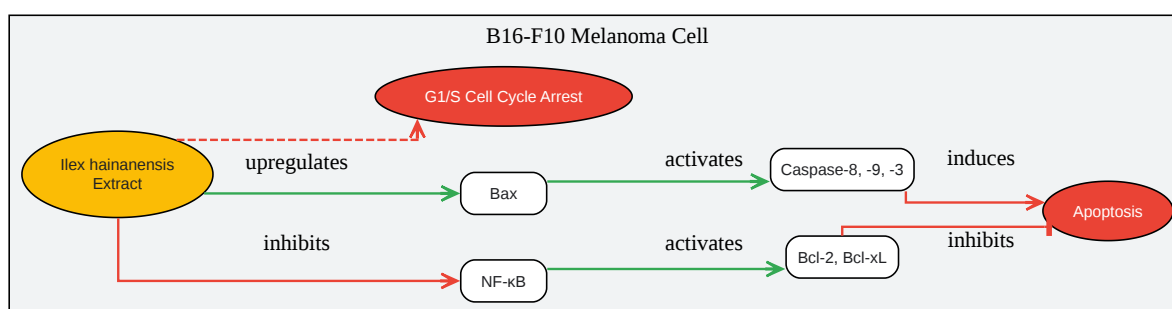 B16-F10 Melanoma Cell
G1/S Cell Cycle Arrest
Ilex hainanensis
Extract
upregulates
Bax
activates
Caspase-8, -9, -3
induces
Apoptosis
inhibits
NF-κB
activates
Bcl-2, Bcl-xL
inhibits